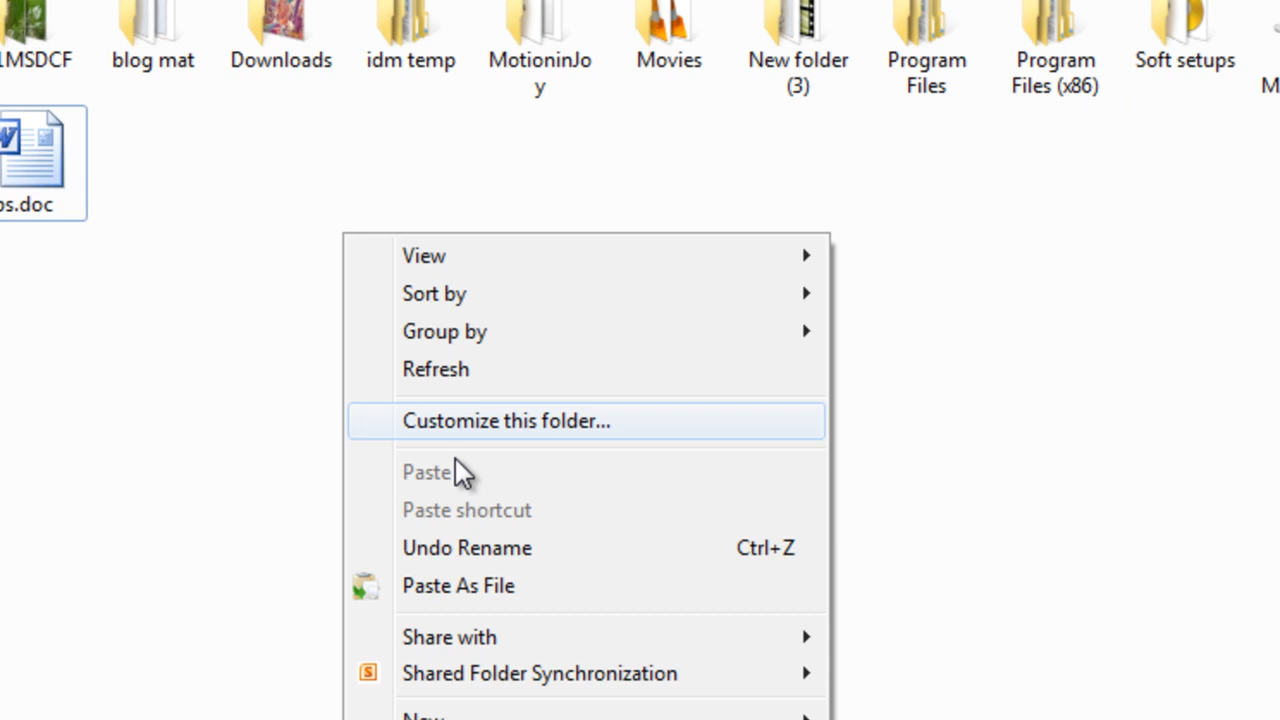 1MSDCF blog mat Downloads idm temp MotioninJo Movies New folder Program Program Soft setups
y (3) Files Files (x86)
ps.doc
View
Sort by
Group by
Refresh
Customize this folder...
Paste
Paste shortcut
Undo Rename Ctrl+Z
Paste As File
Share with
Shared Folder Synchronization
New